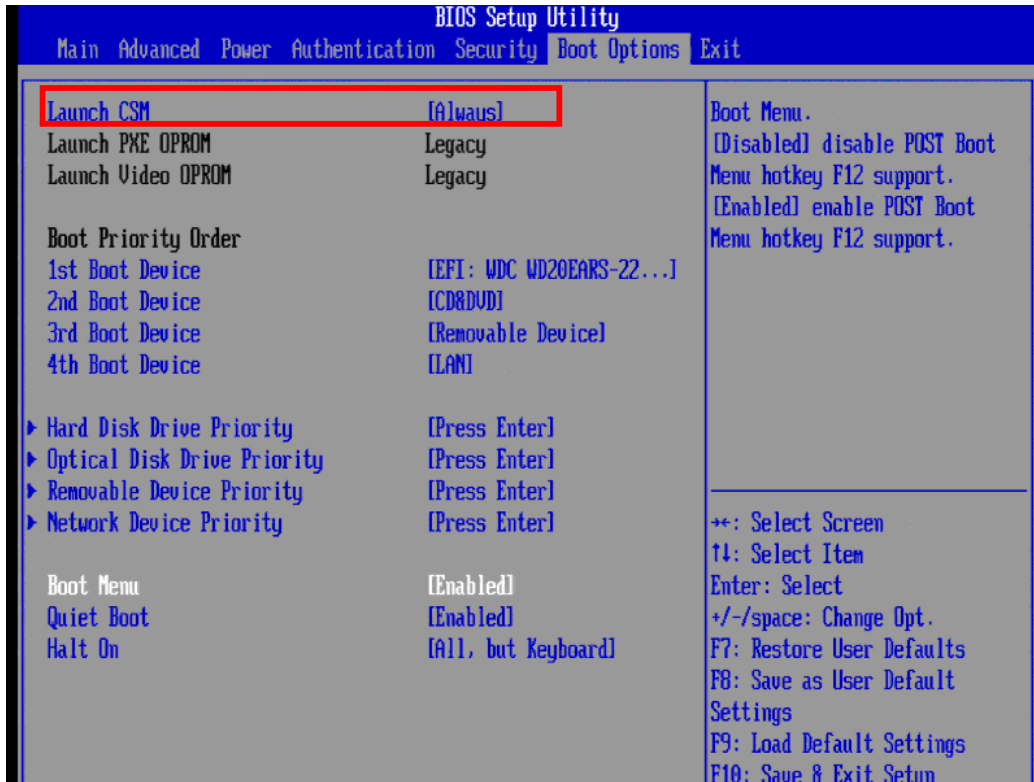 BIOS Setup Utility
Main Advanced Power Authentication Security Boot Options Exit
Launch CSM [Always]
Launch PXE OPROM Legacy
Launch Video OPROM Legacy
Boot Priority Order
1st Boot Device [EFI: WDC WD20EARS-22...]
2nd Boot Device [CD&DVD]
3rd Boot Device [Removable Device]
4th Boot Device [LAN]
Hard Disk Drive Priority [Press Enter]
Optical Disk Drive Priority [Press Enter]
Removable Device Priority [Press Enter]
Network Device Priority [Press Enter]
Boot Menu [Enabled]
Quiet Boot [Enabled]
Halt On [All, but Keyboard]
Boot Menu.
[Disabled] disable POST Boot
Menu hotkey F12 support.
[Enabled] enable POST Boot
Menu hotkey F12 support.
→←: Select Screen
↑↓: Select Item
Enter: Select
+/-/space: Change Opt.
F7: Restore User Defaults
F8: Save as User Default
Settings
F9: Load Default Settings
F10: Save & Exit Setup